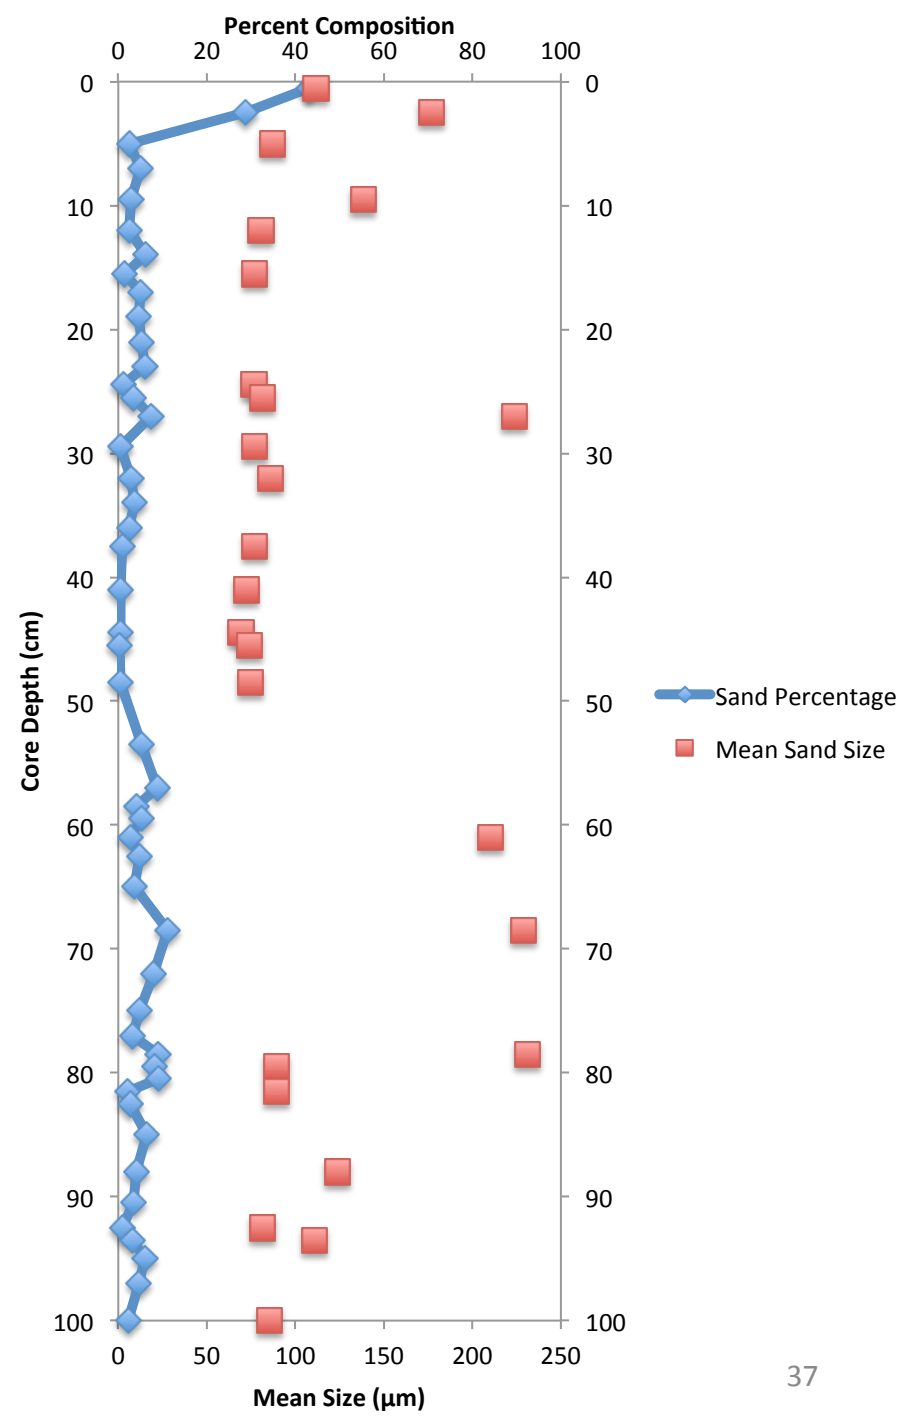 Percent Composition
0 20 40 60 80 100
0 0
10 10
20 20
30 30
40 40
50 50
60 60
70 70
80 80
90 90
100 100
0 50 100 150 200 250
Core Depth (cm)
Mean Size (µm)
Sand Percentage
Mean Sand Size
37